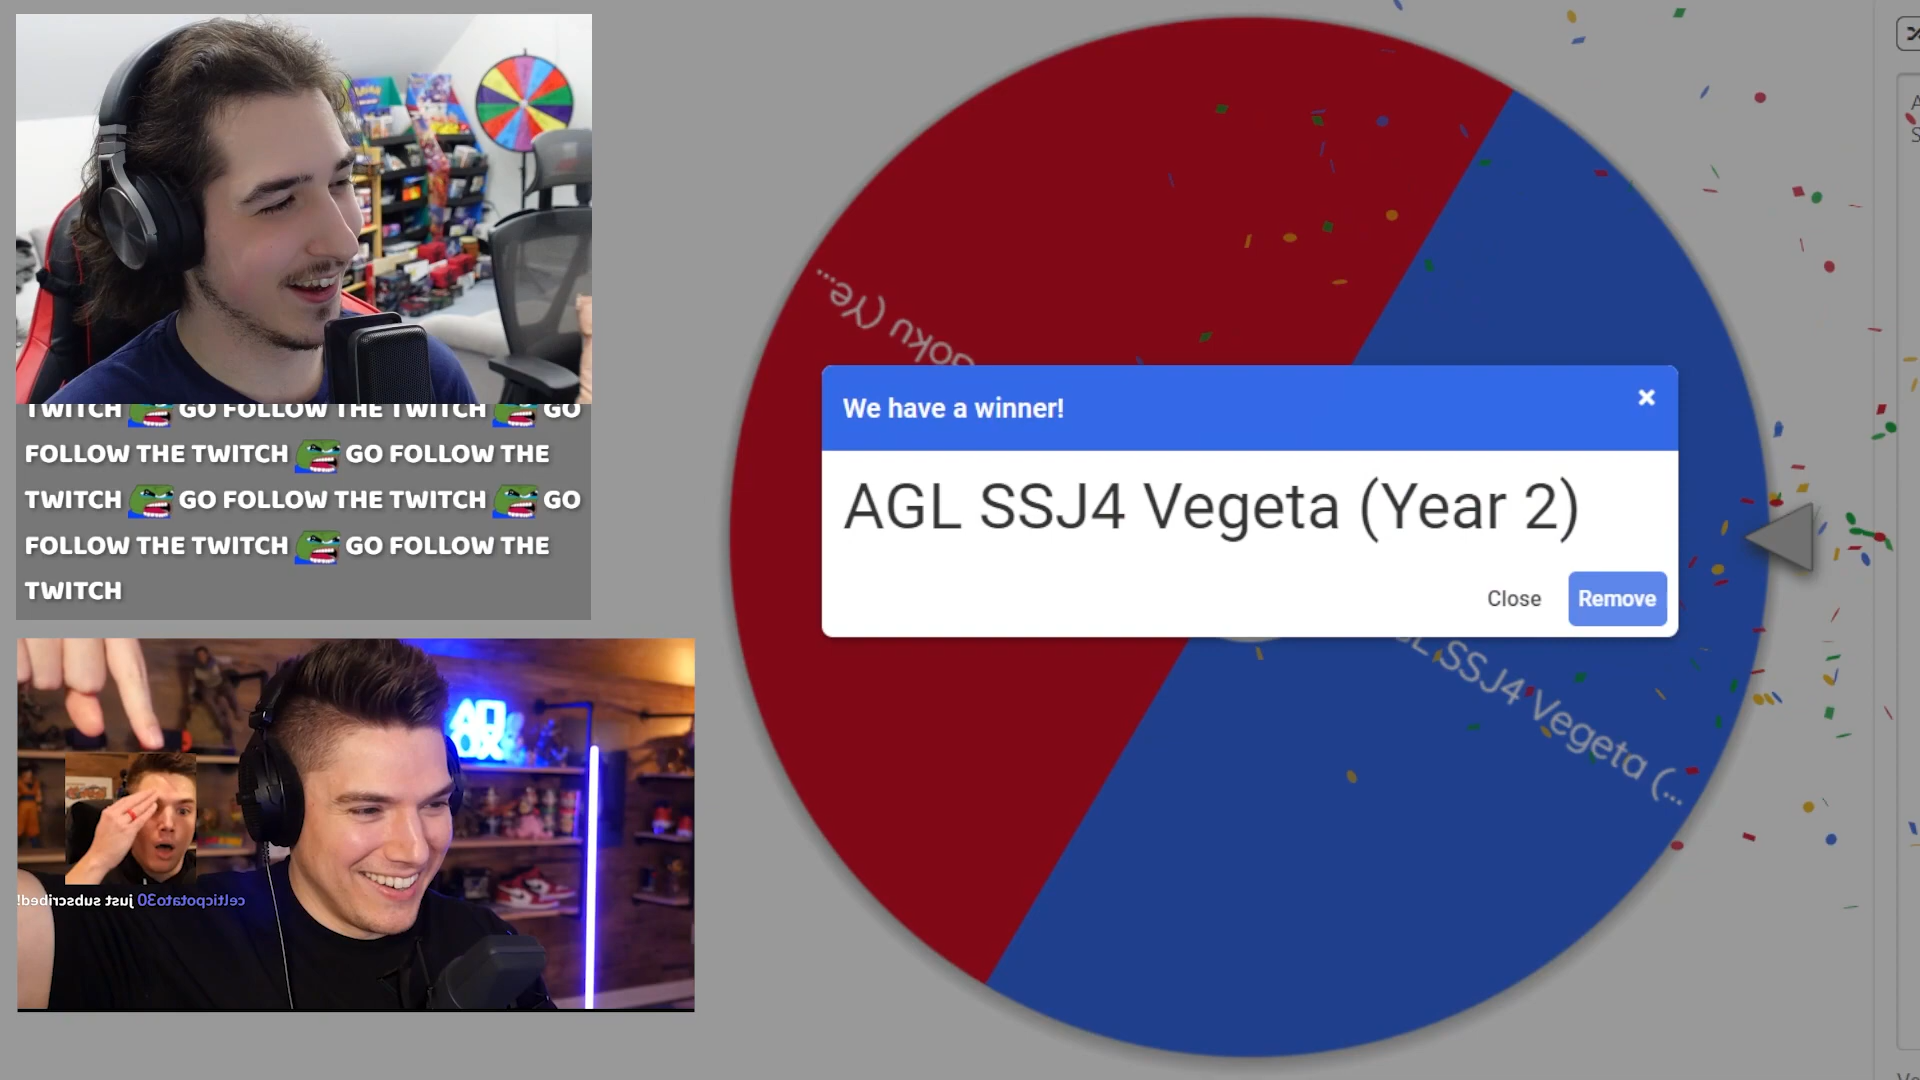 TWITCH GO FOLLOW THE TWITCH GO
FOLLOW THE TWITCH GO FOLLOW THE
TWITCH GO FOLLOW THE TWITCH GO
FOLLOW THE TWITCH GO FOLLOW THE
TWITCH
celticpotato30 just subscribed!
oku (Ye...
We have a winner!
AGL SSJ4 Vegeta (Year 2)
Close
Remove
GL SSJ4 Vegeta (...